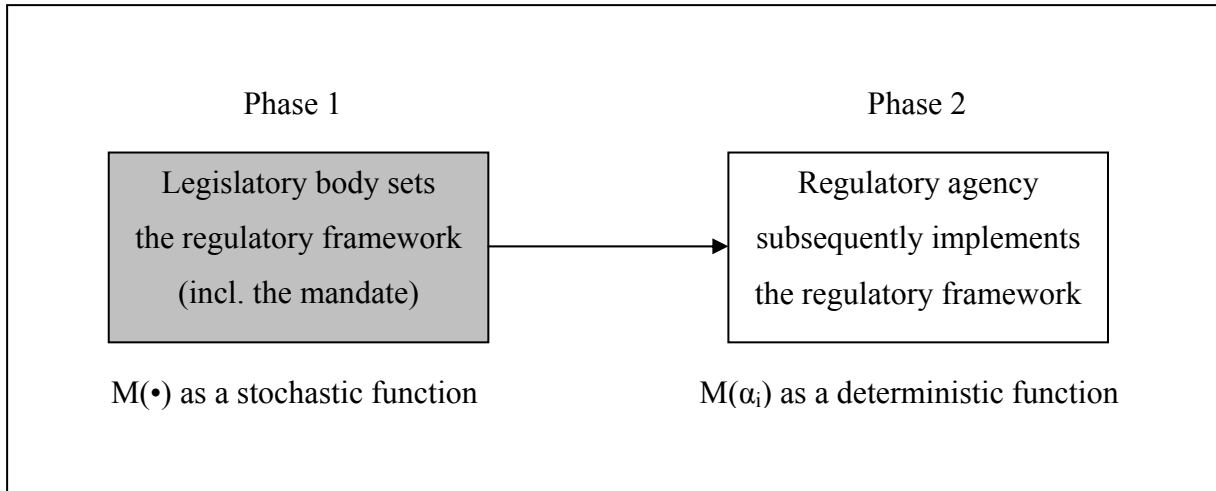 Phase 1
Legislatory body sets
the regulatory framework
(incl. the mandate)
M(•) as a stochastic function
Phase 2
Regulatory agency
subsequently implements
the regulatory framework
M(αi) as a deterministic function